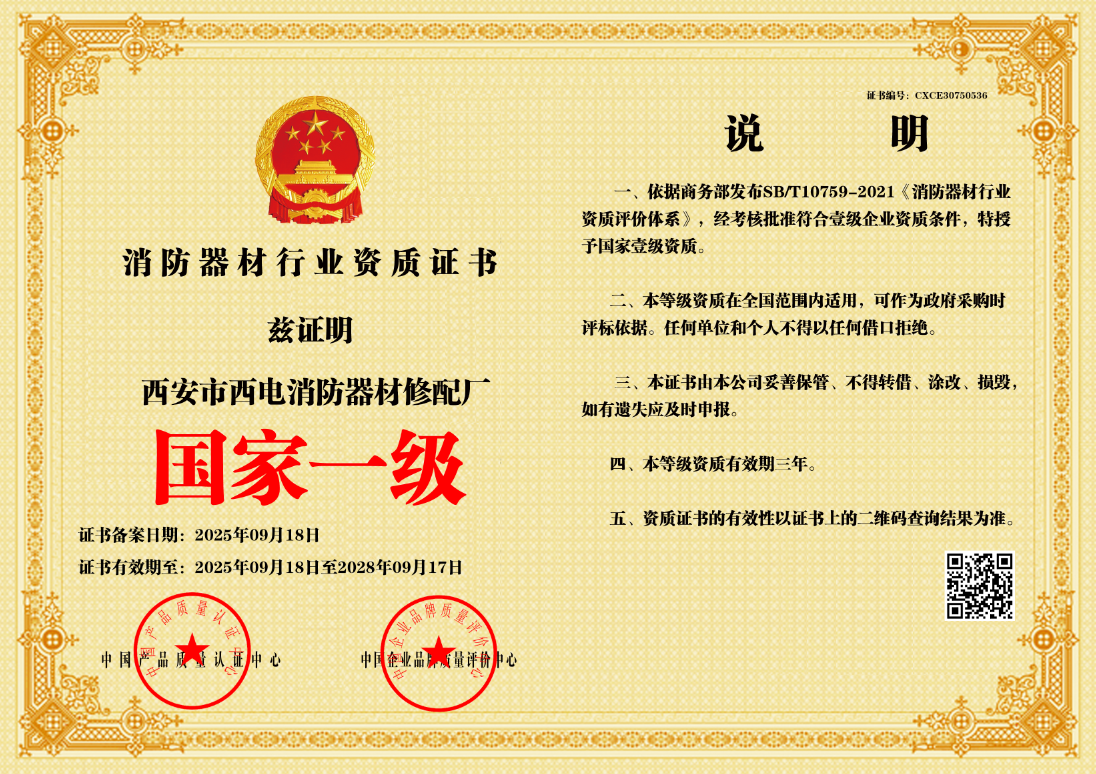 消防器材行业资质证书
兹证明
西安市西电消防器材修配厂
国家一级
证书备案日期：2025年09月18日
证书有效期至：2025年09月18日至2028年09月17日
中国产品质量认证中心
中国产品质量认证中心
中国企业品牌质量评价中心
中国企业品牌质量评价中心
证书编号：CXCE30750536
说 明
一、依据商务部发布SB/T10759-2021《消防器材行业
资质评价体系》，经考核批准符合壹级企业资质条件，特授
予国家壹级资质。
二、本等级资质在全国范围内适用，可作为政府采购时
评标依据。任何单位和个人不得以任何借口拒绝。
三、本证书由本公司妥善保管、不得转借、涂改、损毁，
如有遗失应及时申报。
四、本等级资质有效期三年。
五、资质证书的有效性以证书上的二维码查询结果为准。